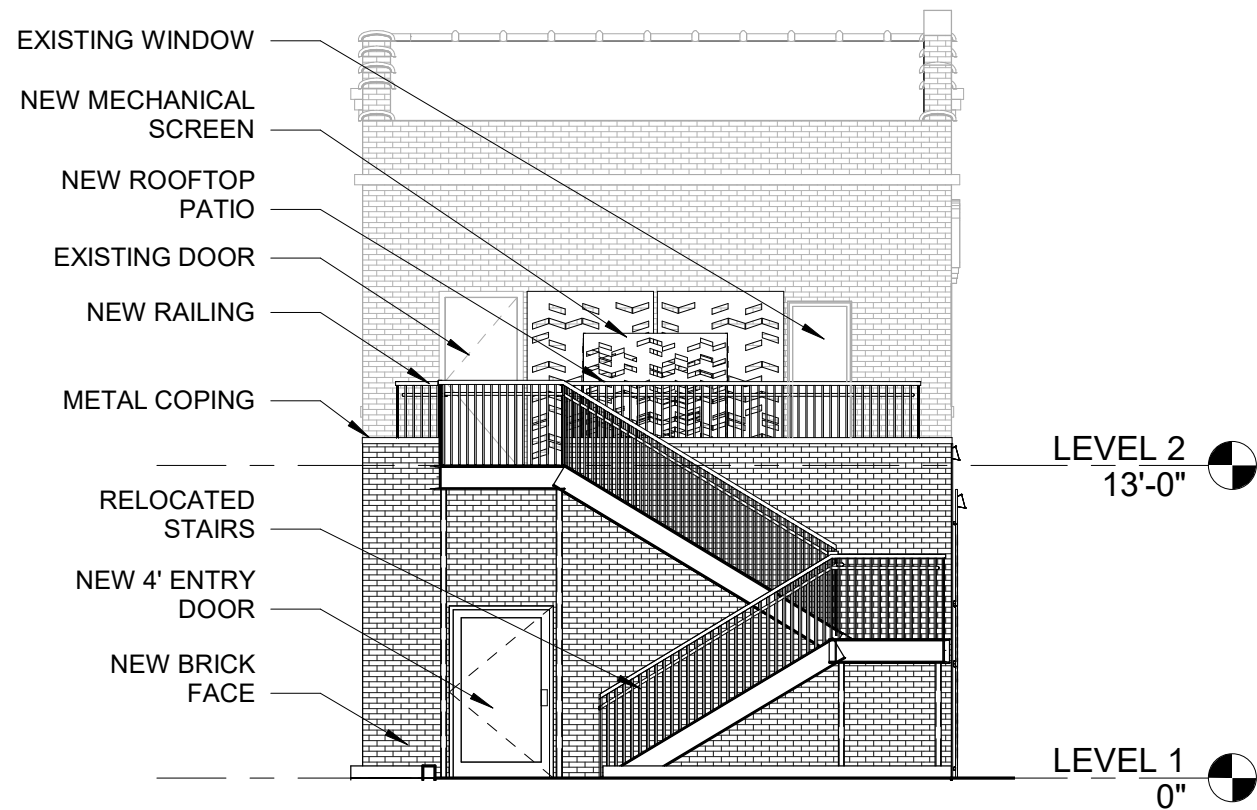 EXISTING WINDOW
NEW MECHANICAL
SCREEN
NEW ROOFTOP
PATIO
EXISTING DOOR
NEW RAILING
METAL COPING
LEVEL 2
13'-0"
RELOCATED
STAIRS
NEW 4' ENTRY
DOOR
NEW BRICK
FACE
LEVEL 1
0"